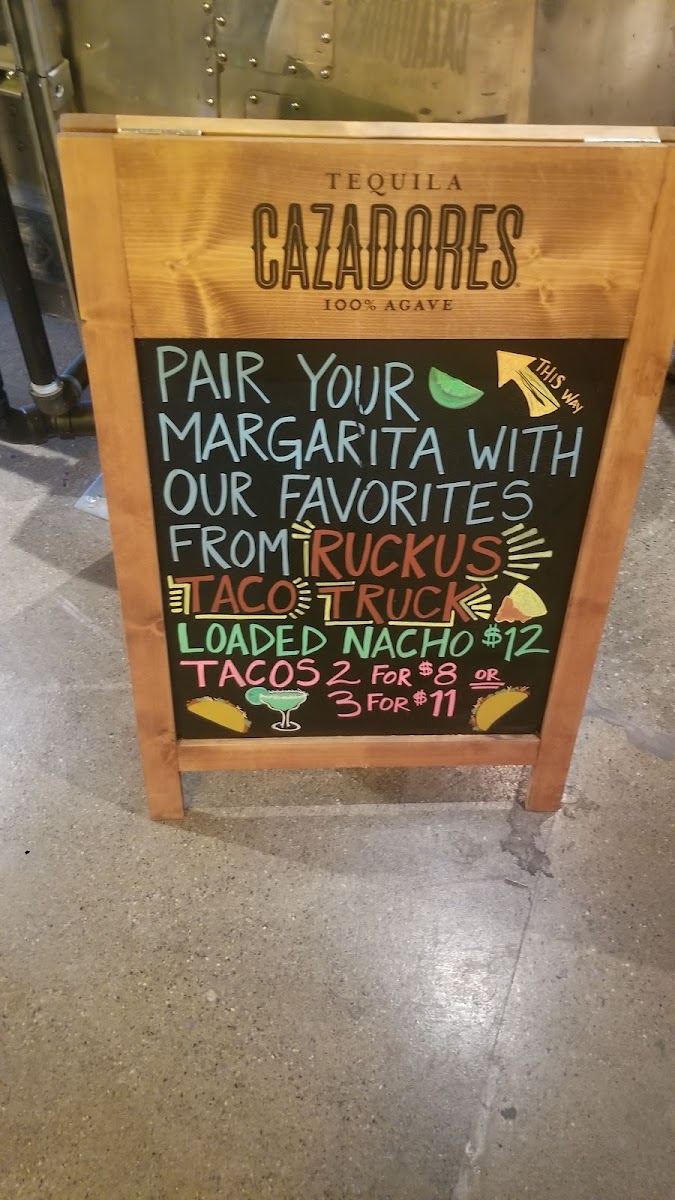 TEQUILA
CAZADORES
100% AGAVE
PAIR YOUR
THIS WAY
MARGARITA WITH
OUR FAVORITES
FROM RUCKUS
TACO TRUCK
LOADED NACHO $12
TACOS 2 FOR $8 OR
3 FOR $11